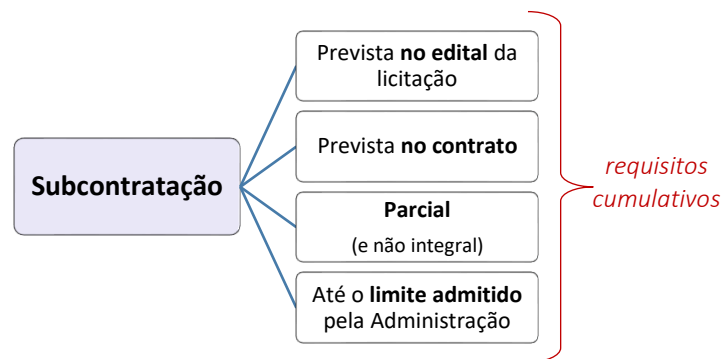 Subcontratação
Prevista no edital da
licitação
Prevista no contrato
Parcial
(e não integral)
Até o limite admitido
pela Administração
requisitos
cumulativos